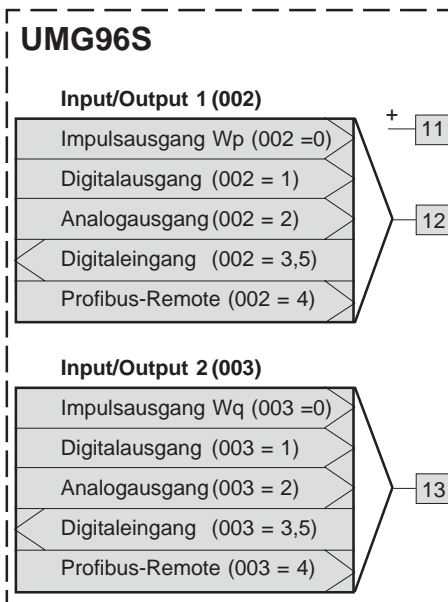 UMG96S
Input/Output 1 (002)
+
11
Impulsausgang Wp (002 =0)
Digitalausgang (002 = 1)
Analogausgang (002 = 2)
12
Digitaleingang (002 = 3,5)
Profibus-Remote (002 = 4)
Input/Output 2 (003)
Impulsausgang Wq (003 =0)
Digitalausgang (003 = 1)
Analogausgang (003 = 2)
13
Digitaleingang (003 = 3,5)
Profibus-Remote (003 = 4)